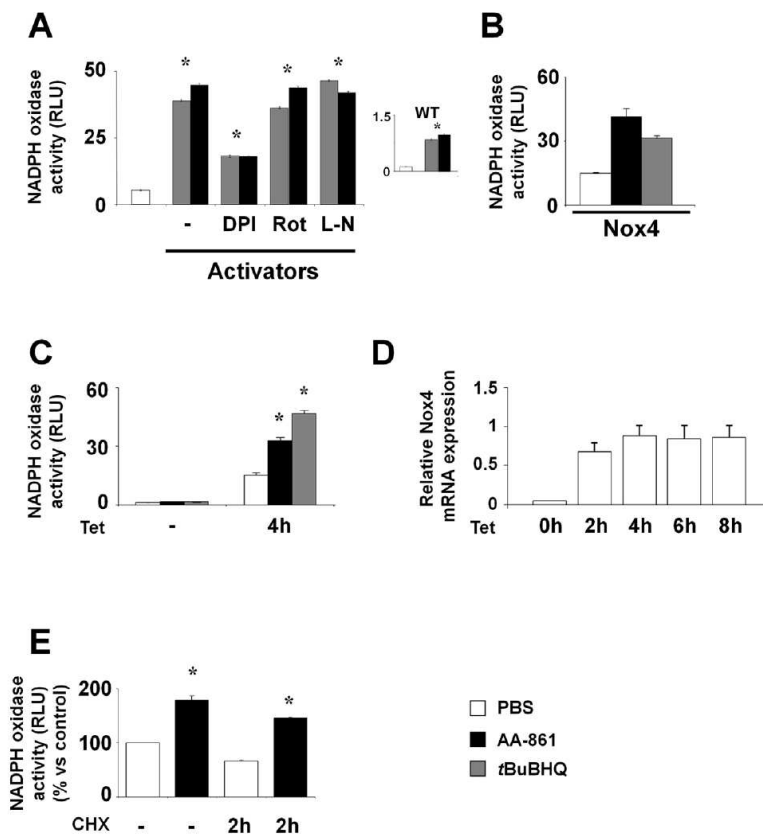 A
NADPH oxidase
activity (RLU)
50
25
0
* * * *
- DPI Rot L-N
Activators
WT
1.5
0
*
B
NADPH oxidase
activity (RLU)
60
30
0
Nox4
C
NADPH oxidase
activity (RLU)
60
30
0
* *
Tet - 4h
D
Relative Nox4
mRNA expression
1.5
1
0.5
0
Tet 0h 2h 4h 6h 8h
E
NADPH oxidase
activity (RLU)
(% vs control)
200
100
0
* *
CHX - - 2h 2h
PBS
AA-861
tBuBHQ